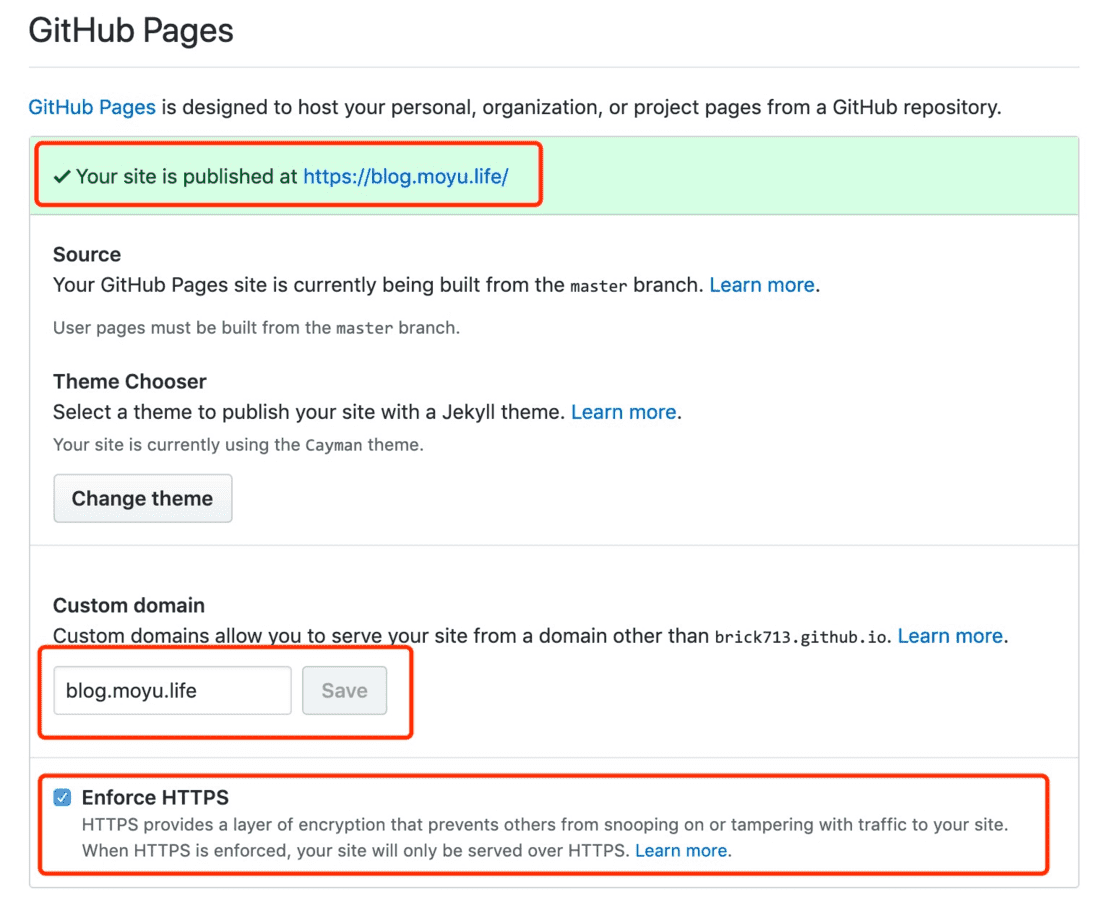 GitHub Pages
GitHub Pages is designed to host your personal, organization, or project pages from a GitHub repository.
✓ Your site is published at https://blog.moyu.life/
Source
Your GitHub Pages site is currently being built from the master branch. Learn more.
User pages must be built from the master branch.
Theme Chooser
Select a theme to publish your site with a Jekyll theme. Learn more.
Your site is currently using the Cayman theme.
Change theme
Custom domain
Custom domains allow you to serve your site from a domain other than brick713.github.io. Learn more.
blog.moyu.life Save
Enforce HTTPS
HTTPS provides a layer of encryption that prevents others from snooping on or tampering with traffic to your site.
When HTTPS is enforced, your site will only be served over HTTPS. Learn more.